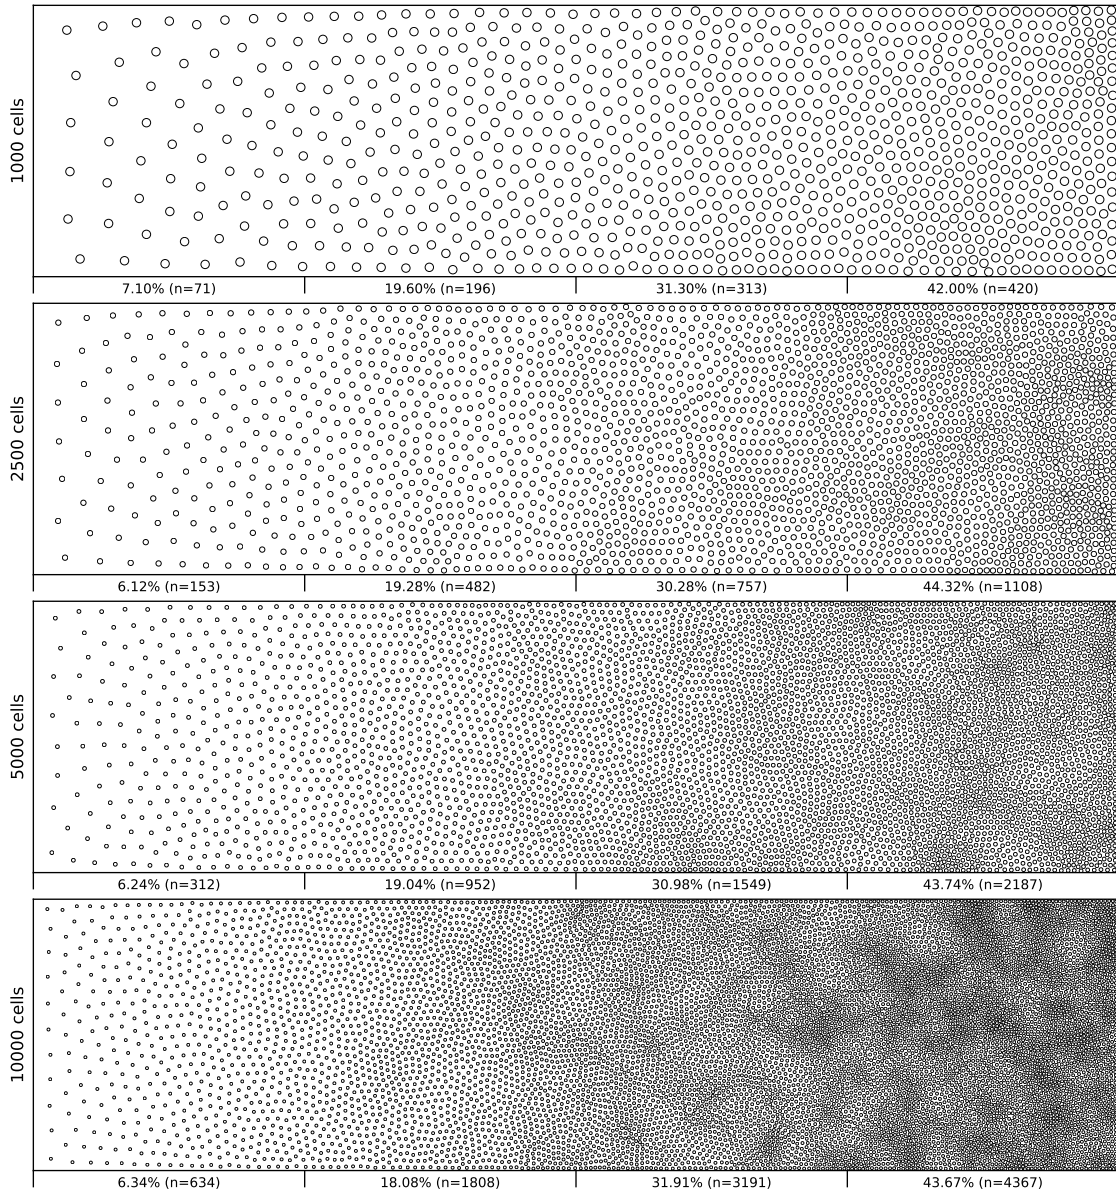 1000 cells
7.10% (n=71) 19.60% (n=196) 31.30% (n=313) 42.00% (n=420)
2500 cells
6.12% (n=153) 19.28% (n=482) 30.28% (n=757) 44.32% (n=1108)
5000 cells
6.24% (n=312) 19.04% (n=952) 30.98% (n=1549) 43.74% (n=2187)
10000 cells
6.34% (n=634) 18.08% (n=1808) 31.91% (n=3191) 43.67% (n=4367)